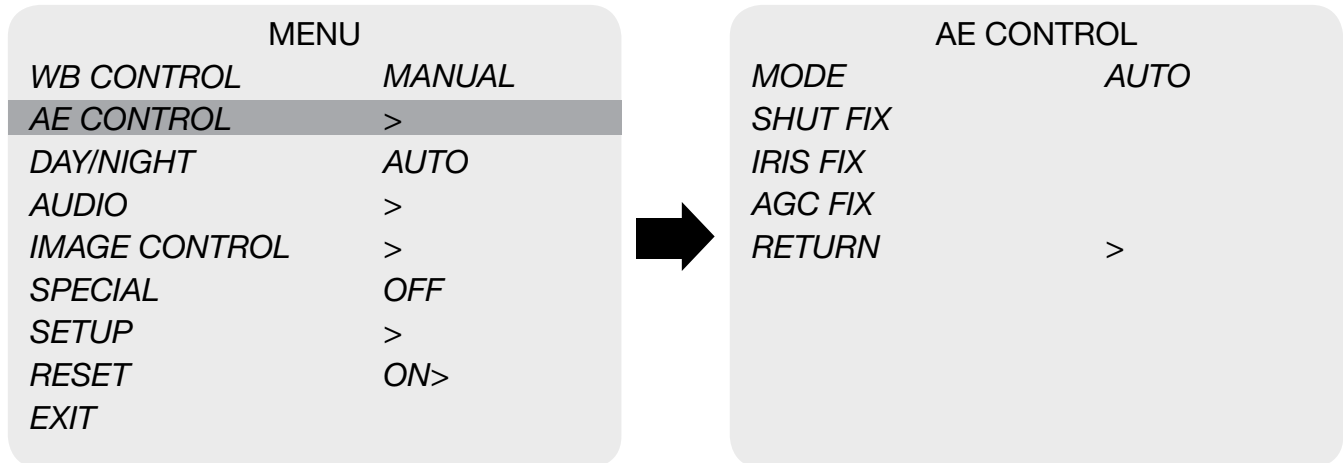 MENU
WB CONTROL MANUAL
AE CONTROL >
DAY/NIGHT AUTO
AUDIO >
IMAGE CONTROL >
SPECIAL OFF
SETUP >
RESET ON>
EXIT
AE CONTROL
MODE AUTO
SHUT FIX
IRIS FIX
AGC FIX
RETURN >